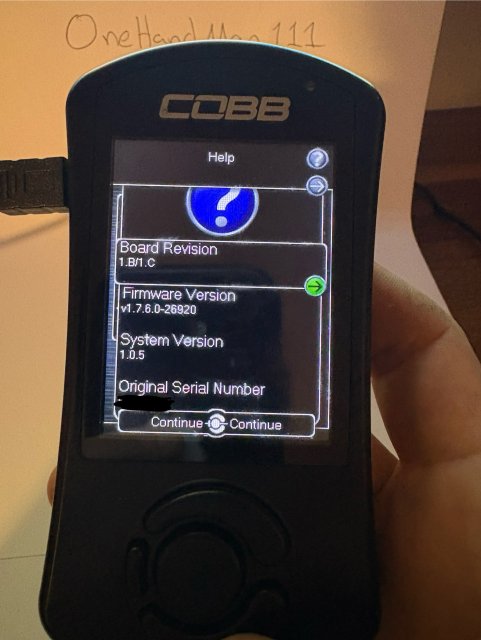 OneHandMan111
COBB
Help
?
?
Board Revision
1.B/1.C
Firmware Version
v1.7.6.0-26920
System Version
1.0.5
Original Serial Number
Continue Continue